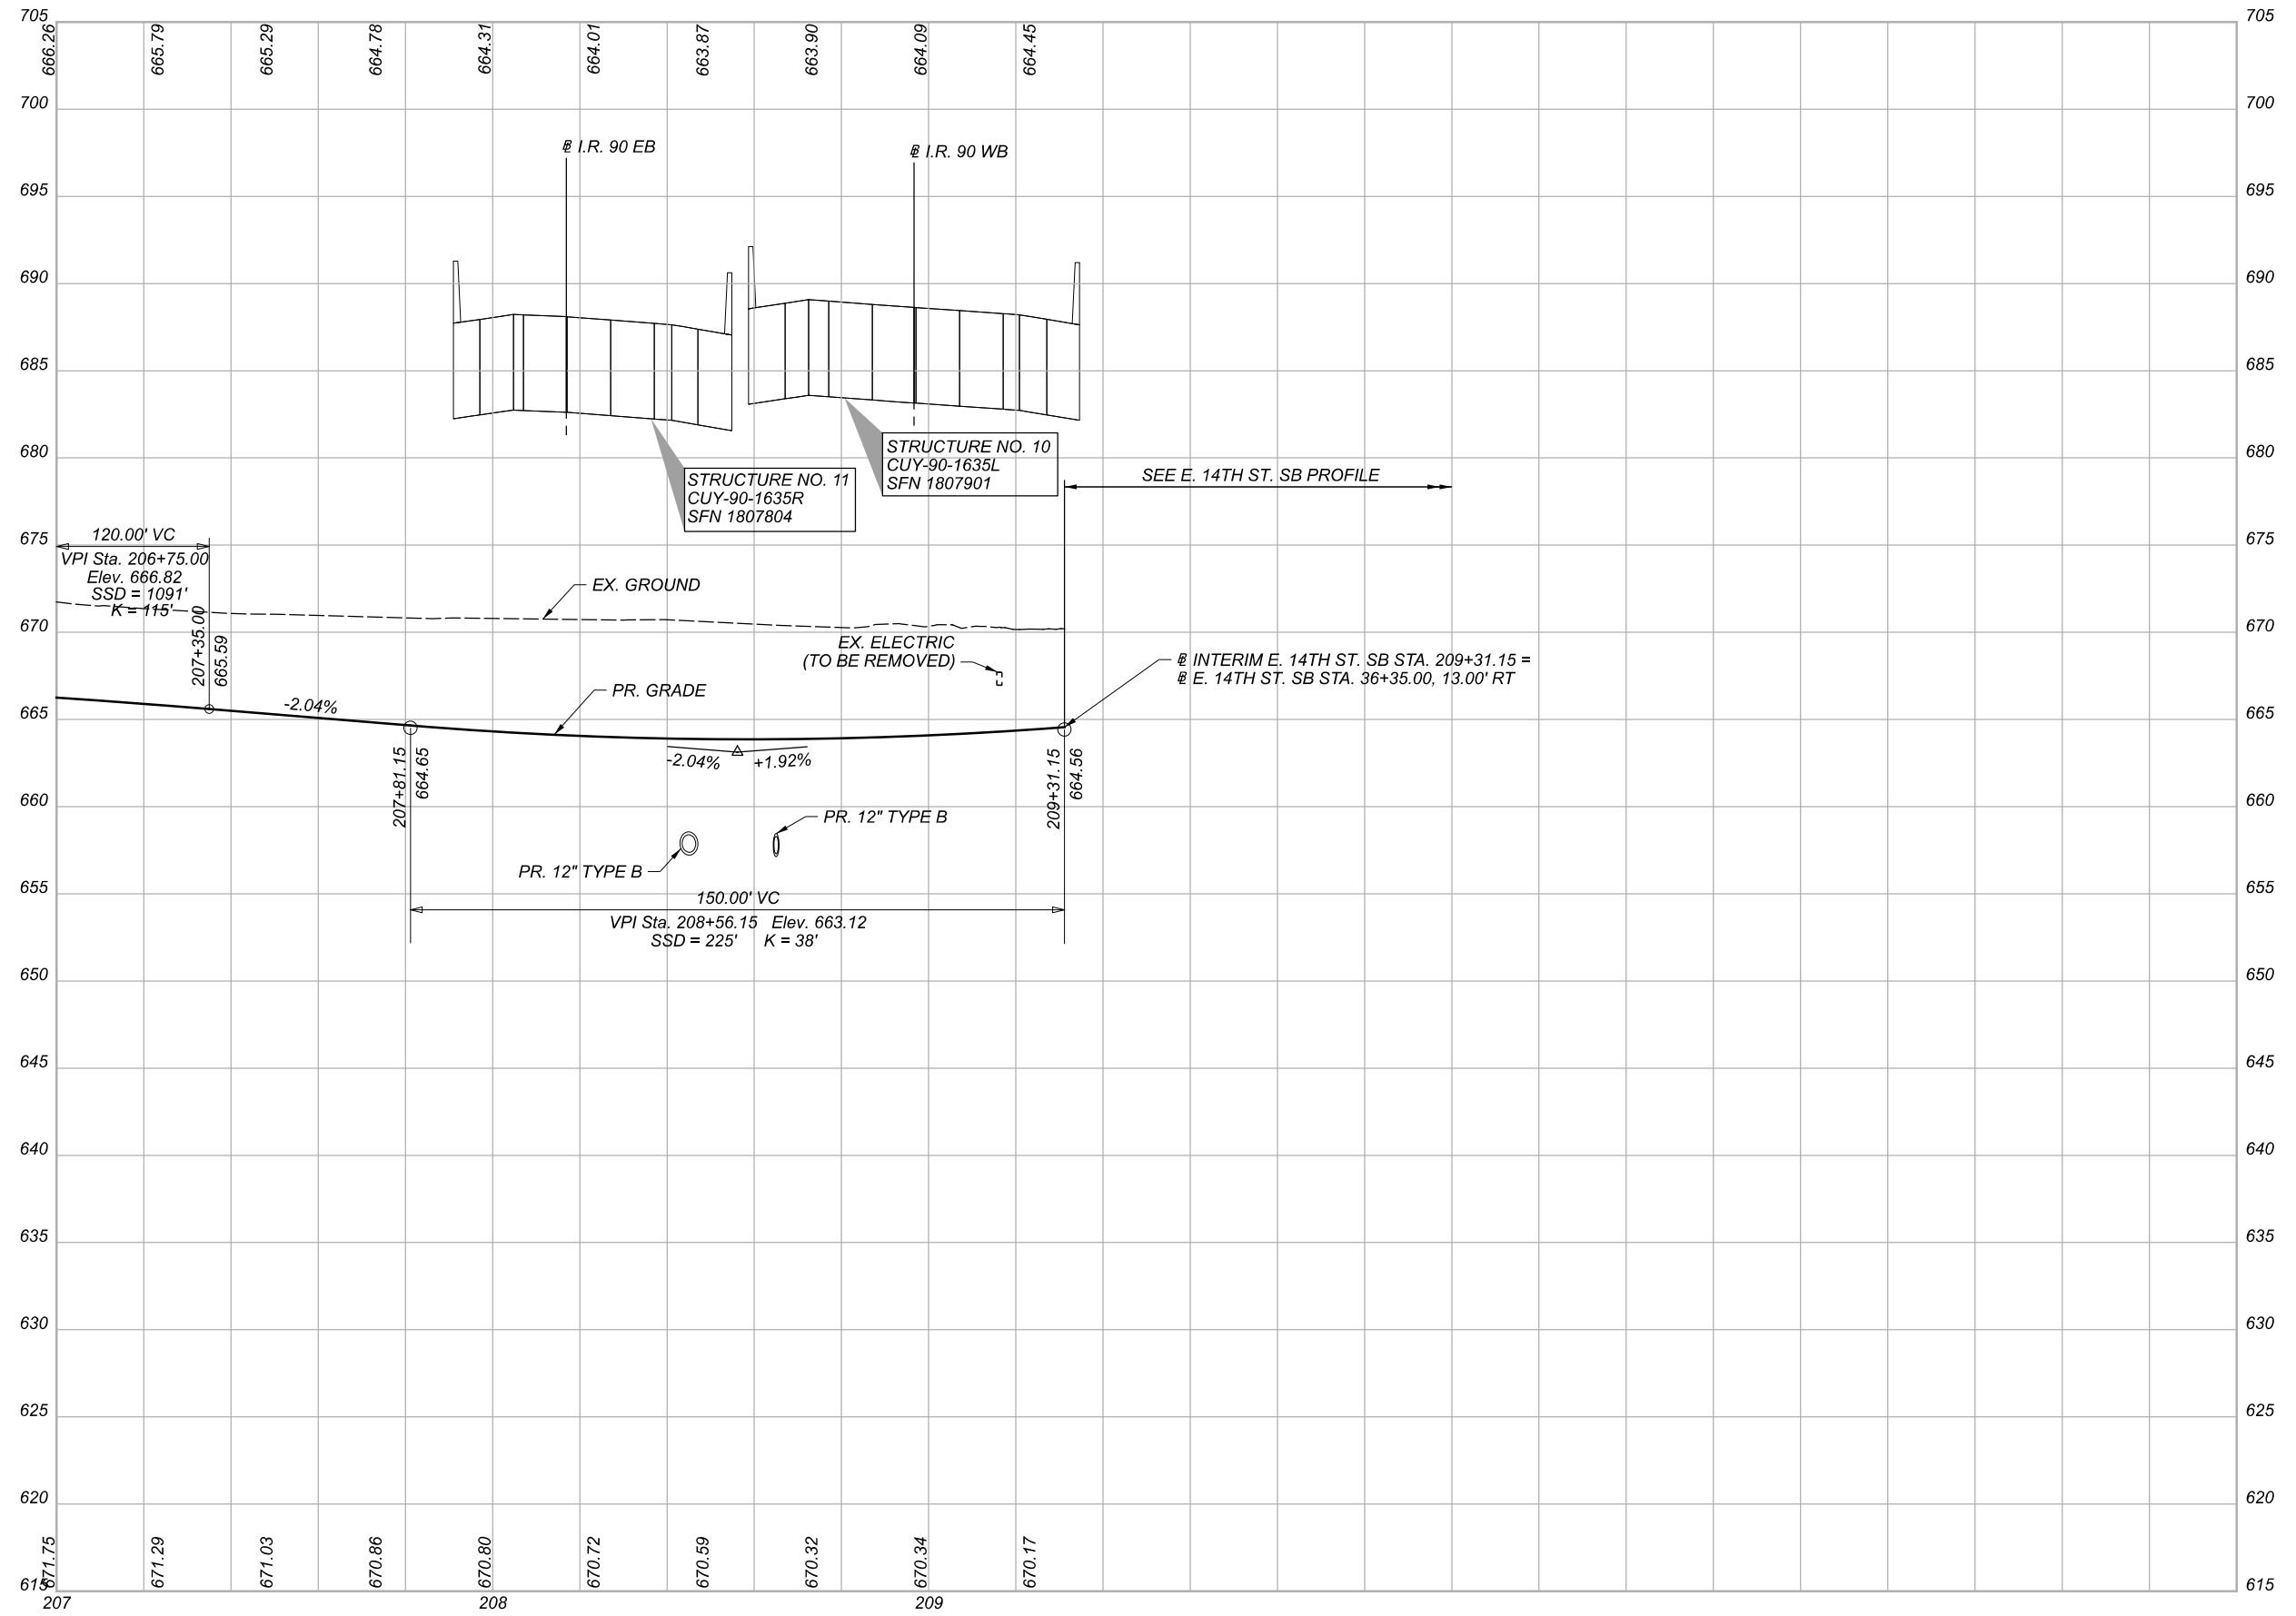 705
666.26
665.79
665.29
664.78
664.31
664.01
663.87
663.90
664.09
664.45
705
700
700
I.R. 90 EB
I.R. 90 WB
695
695
690
690
685
685
680
680
STRUCTURE NO. 10
CUY-90-1635L
SFN 1807901
STRUCTURE NO. 11
CUY-90-1635R
SFN 1807804
SEE E. 14TH ST. SB PROFILE
675
675
120.00' VC
VPI Sta. 206+75.00
Elev. 666.82
SSD = 1091'
K = 115'
EX. GROUND
207+35.00
665.59
670
670
EX. ELECTRIC
(TO BE REMOVED)
INTERIM E. 14TH ST. SB STA. 209+31.15 =
E. 14TH ST. SB STA. 36+35.00, 13.00' RT
PR. GRADE
-2.04%
665
665
-2.04%
+1.92%
207+81.15
664.65
209+31.15
664.56
660
660
PR. 12" TYPE B
PR. 12" TYPE B
655
655
150.00' VC
VPI Sta. 208+56.15 Elev. 663.12
SSD = 225' K = 38'
650
650
645
645
640
640
635
635
630
630
625
625
620
620
615
671.75
671.29
671.03
670.86
670.80
670.72
670.59
670.32
670.34
670.17
615
207
208
209